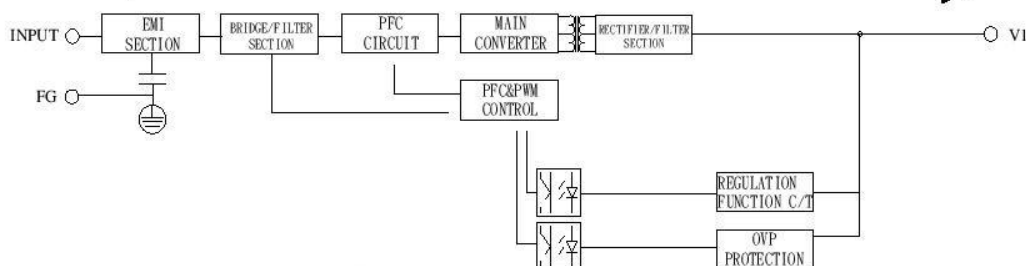 INPUT
EMI
SECTION
BRIDGE/FILTER
SECTION
PFC
CIRCUIT
MAIN
CONVERTER
RECTIFIER/FILTER
SECTION
V1
FG
PFC&PWM
CONTROL
REGULATION
FUNCTION C/T
OVP
PROTECTION